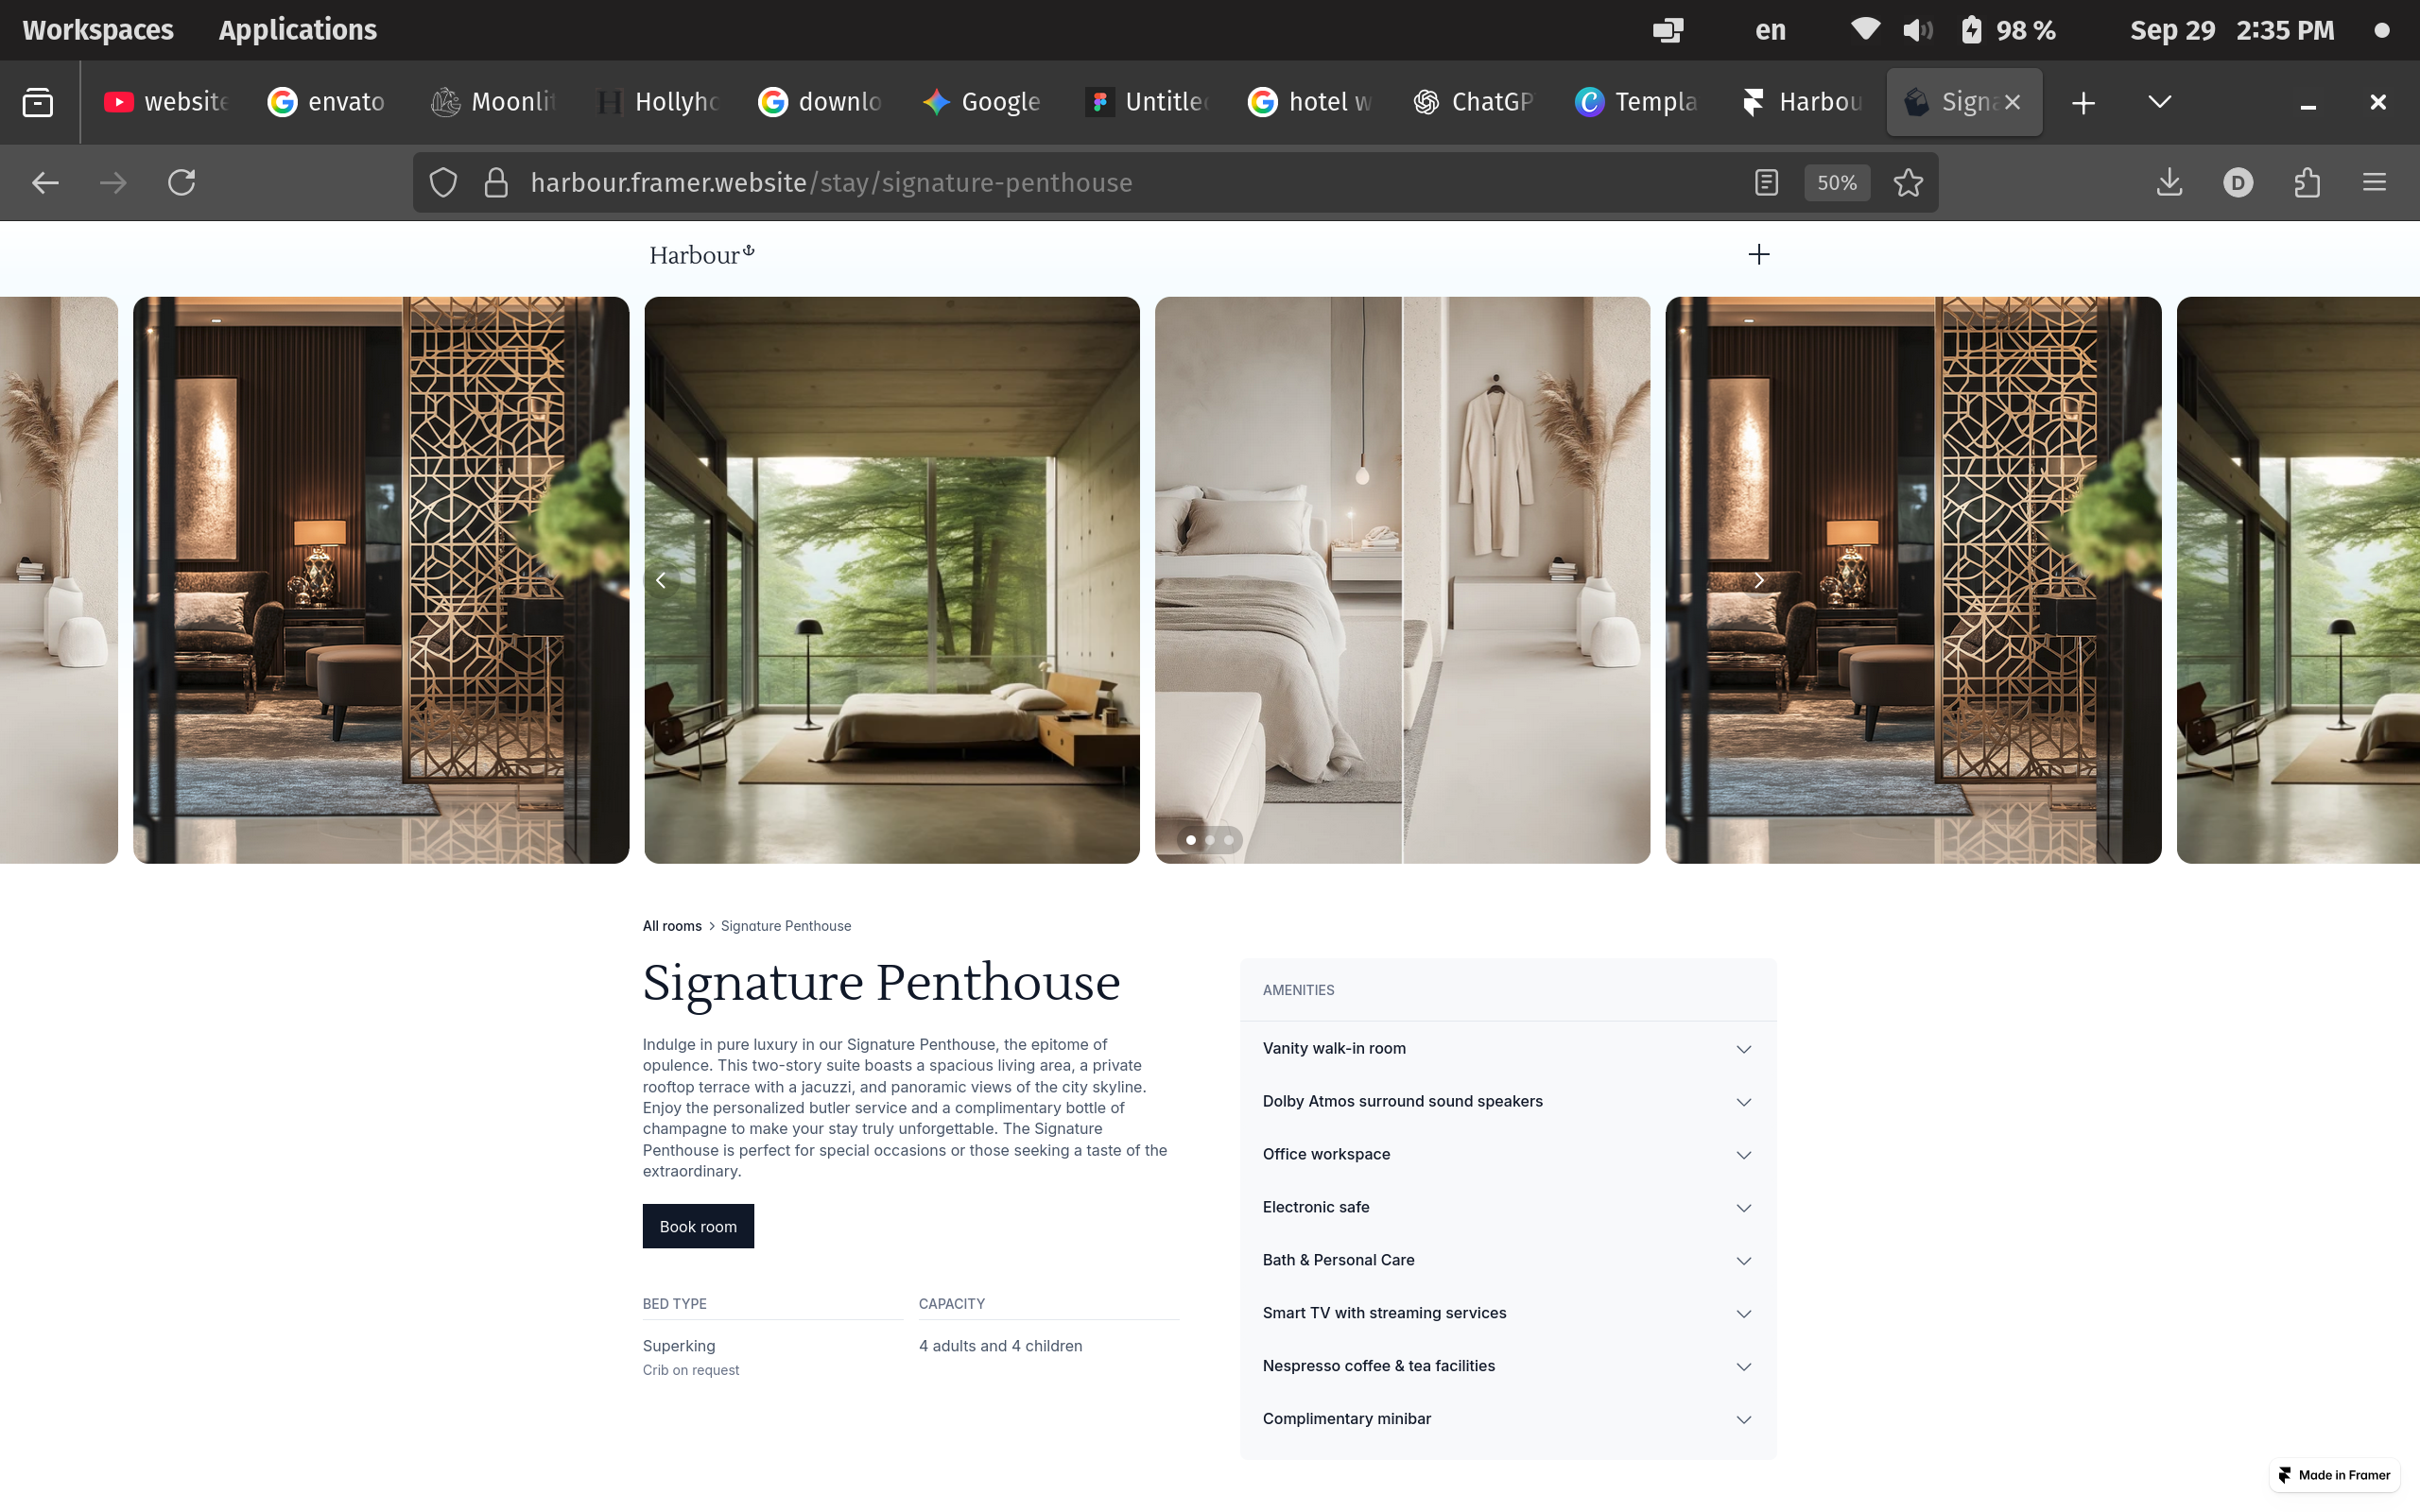 Workspaces Applications en 98 % Sep 29 2:35 PM
website envato Moonlit Hollyho downlo Google Untitled hotel w ChatGP Templa Harbou Signa
harbour.framer.website/stay/signature-penthouse 50% D
Harbour
All rooms > Signature Penthouse
Signature Penthouse
Indulge in pure luxury in our Signature Penthouse, the epitome of
opulence. This two-story suite boasts a spacious living area, a private
rooftop terrace with a jacuzzi, and panoramic views of the city skyline.
Enjoy the personalized butler service and a complimentary bottle of
champagne to make your stay truly unforgettable. The Signature
Penthouse is perfect for special occasions or those seeking a taste of the
extraordinary.
Book room
BED TYPE
Superking
Crib on request
CAPACITY
4 adults and 4 children
AMENITIES
Vanity walk-in room
Dolby Atmos surround sound speakers
Office workspace
Electronic safe
Bath & Personal Care
Smart TV with streaming services
Nespresso coffee & tea facilities
Complimentary minibar
Made in Framer